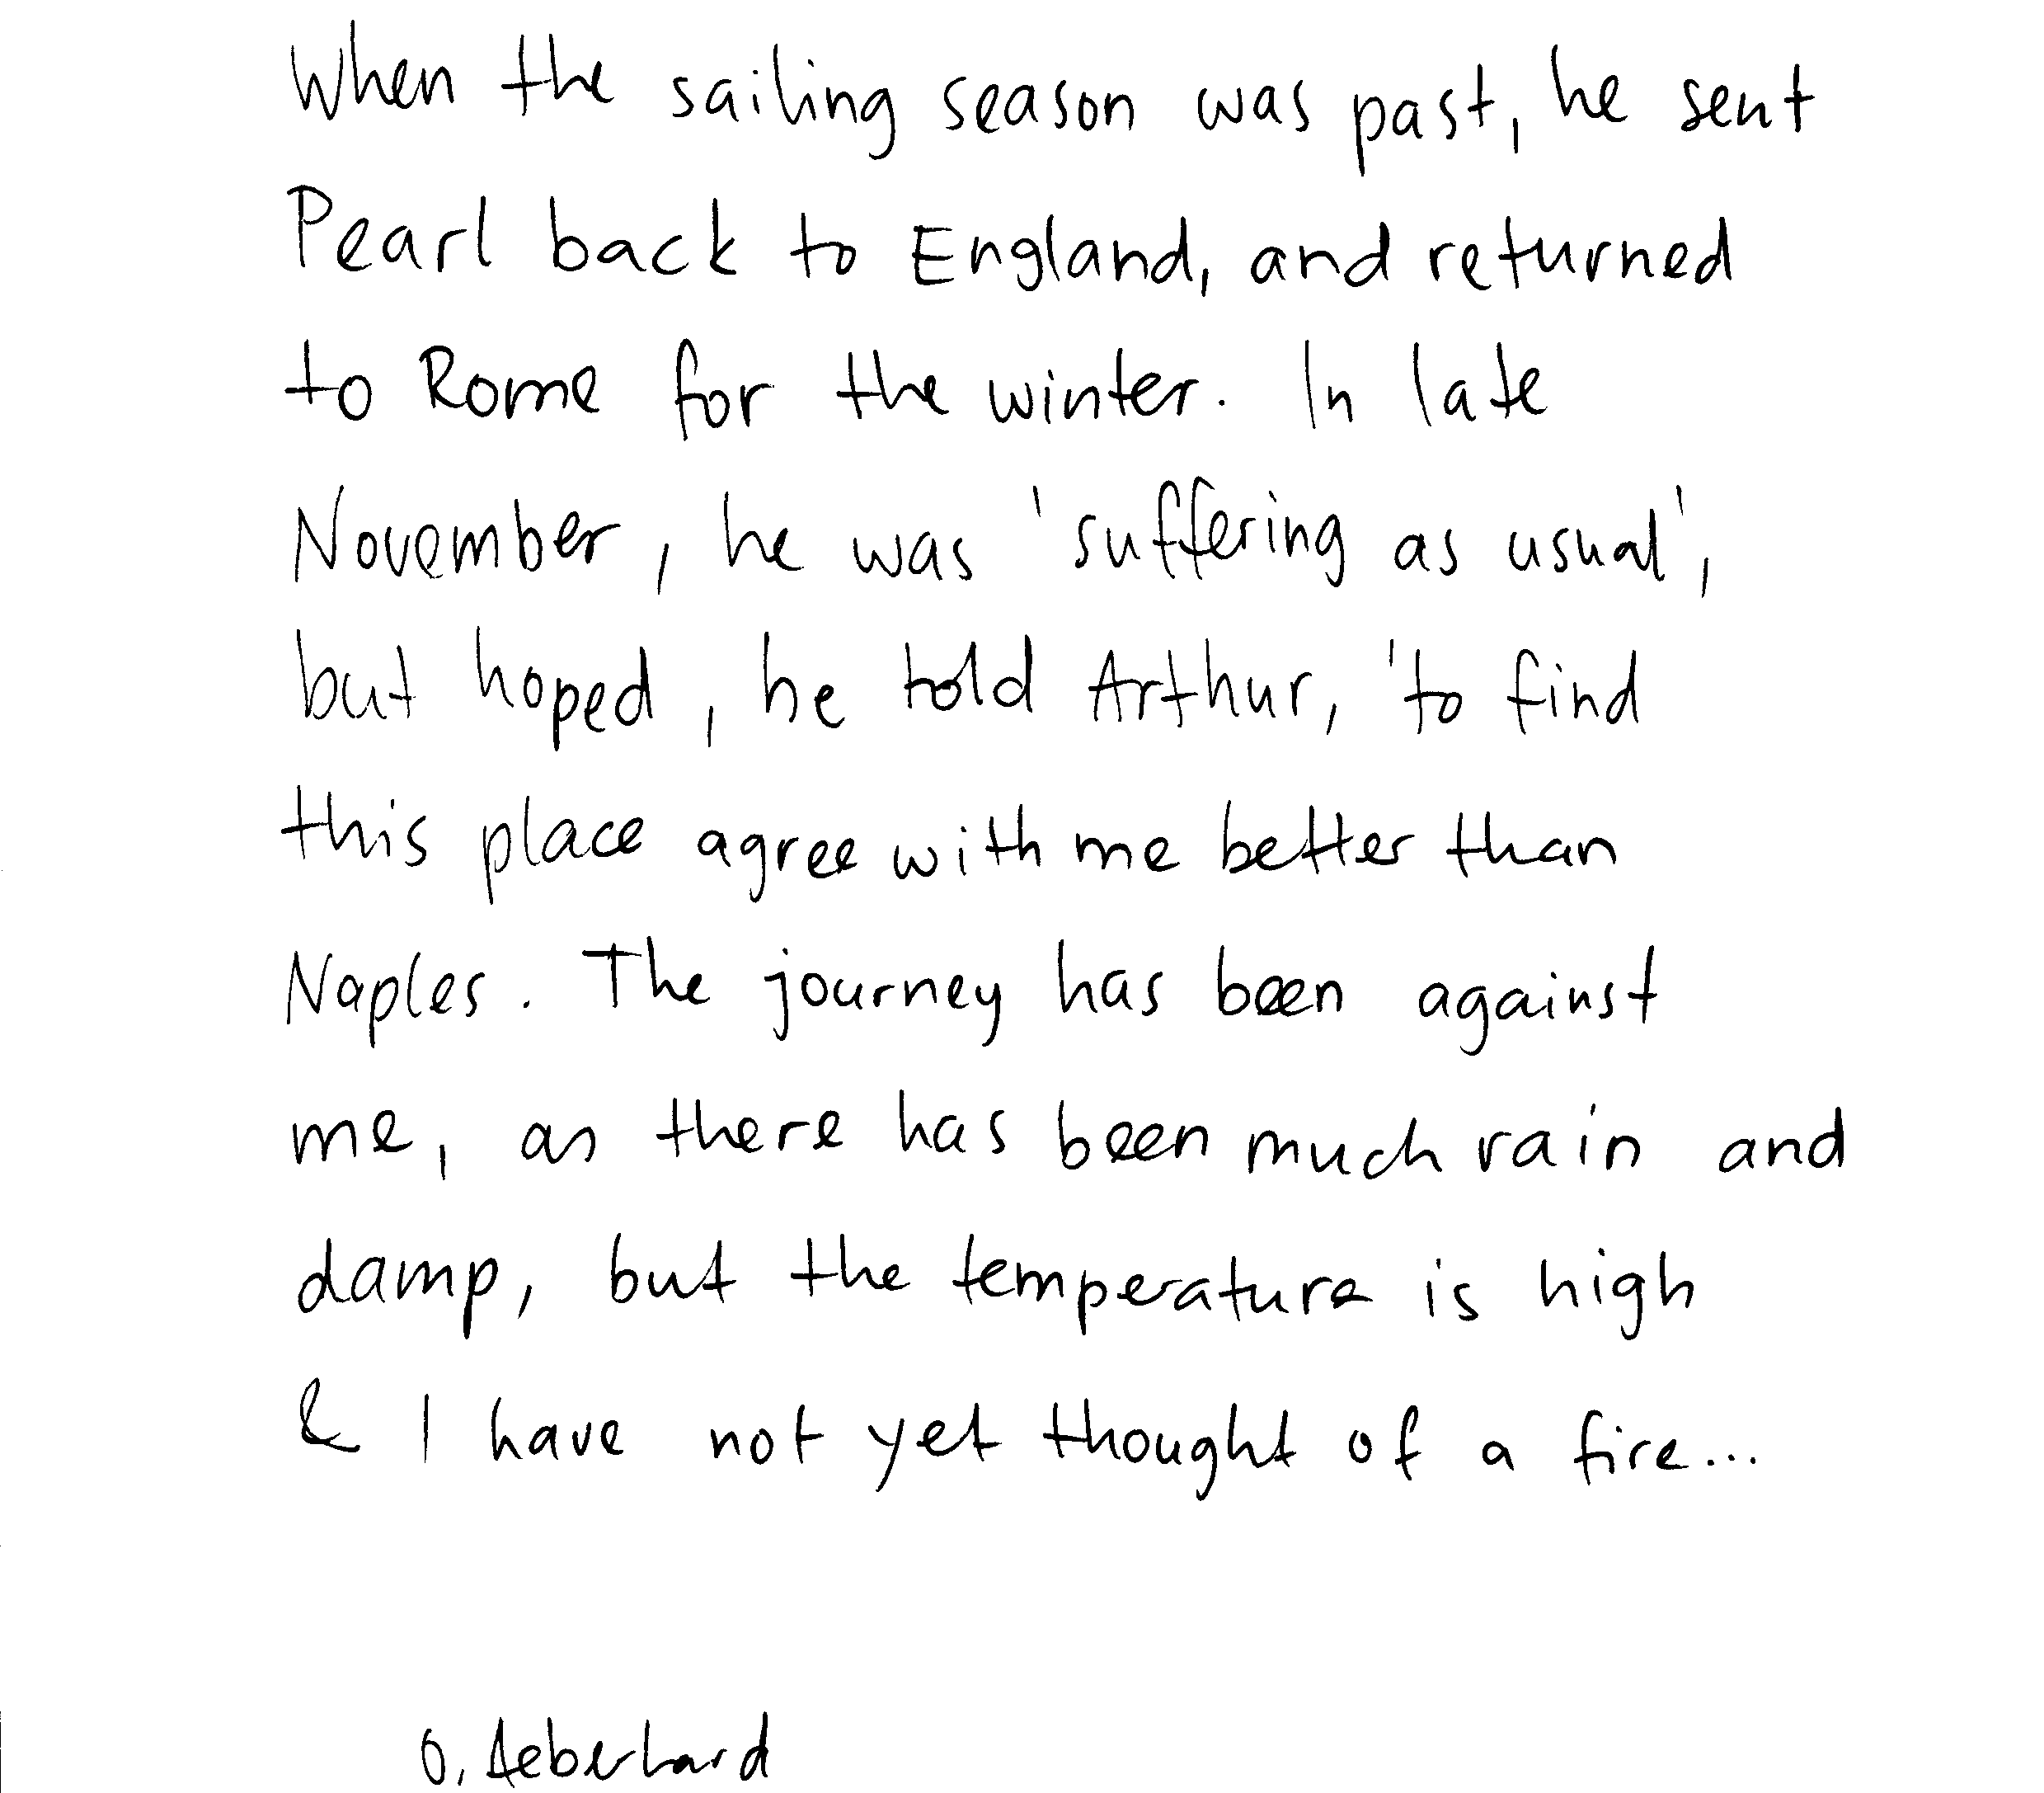 When the sailing season was past, he sent
Pearl back to England, and returned
to Rome for the winter. In late
November, he was 'suffering as usual',
but hoped, he told Arthur, 'to find
this place agree with me better than
Naples. The journey has been against
me, as there has been much rain and
damp, but the temperature is high
& I have not yet thought of a fire...
O. Aeberhard